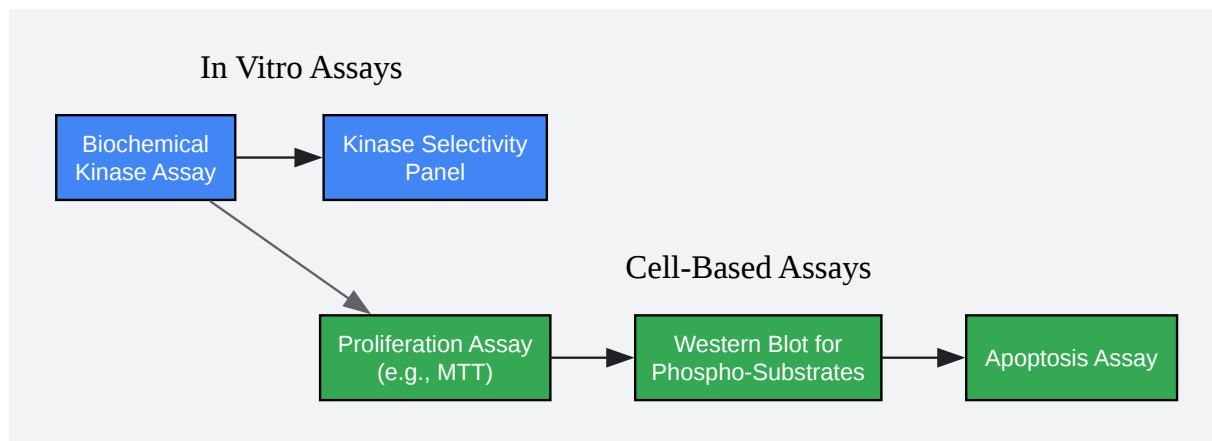 In Vitro Assays
Biochemical
Kinase Assay
Kinase Selectivity
Panel
Cell-Based Assays
Proliferation Assay
(e.g., MTT)
Western Blot for
Phospho-Substrates
Apoptosis Assay